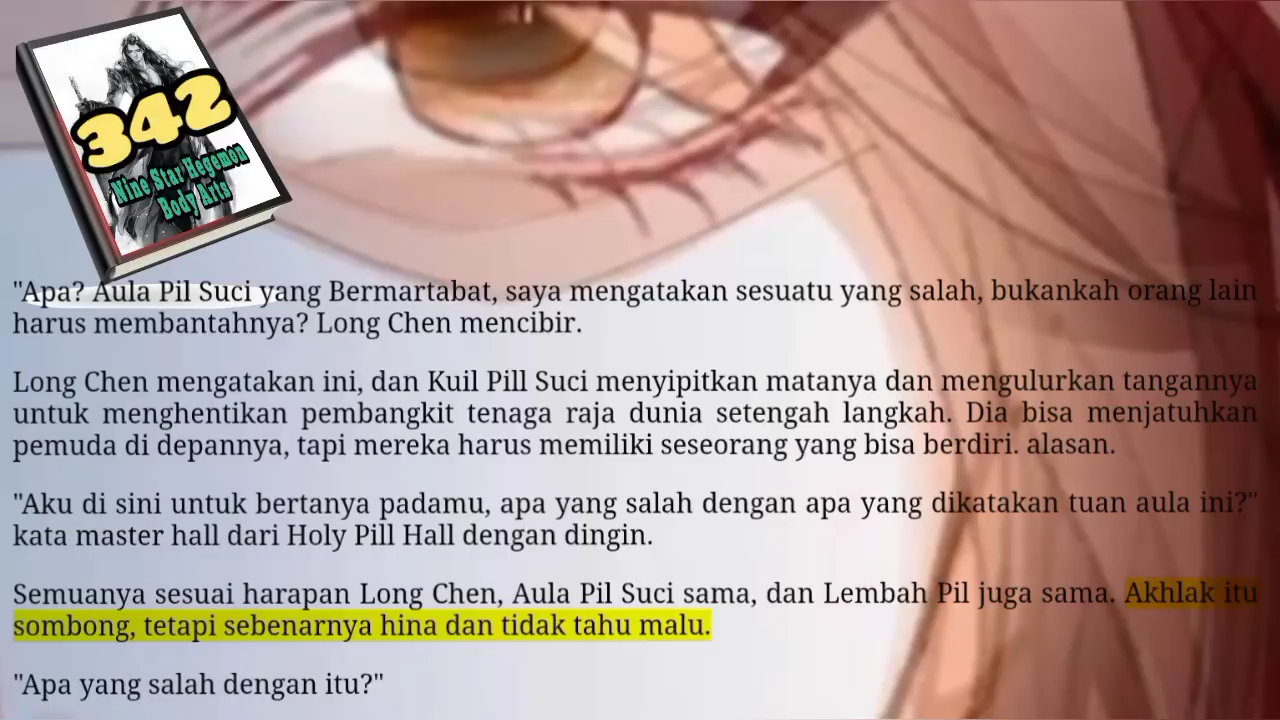 342
Nine Star Hegemon
Body Arts
"Apa? Aula Pil Suci yang Bermartabat, saya mengatakan sesuatu yang salah, bukankah orang lain
harus membantahnya? Long Chen mencibir.
Long Chen mengatakan ini, dan Kuil Pill Suci menyipitkan matanya dan mengulurkan tangannya
untuk menghentikan pembangkit tenaga raja dunia setengah langkah. Dia bisa menjatuhkan
pemuda di depannya, tapi mereka harus memiliki seseorang yang bisa berdiri. alasan.
"Aku di sini untuk bertanya padamu, apa yang salah dengan apa yang dikatakan tuan aula ini?"
kata master hall dari Holy Pill Hall dengan dingin.
Semuanya sesuai harapan Long Chen, Aula Pil Suci sama, dan Lembah Pil juga sama. Akhlak itu
sombong, tetapi sebenarnya hina dan tidak tahu malu.
"Apa yang salah dengan itu?"